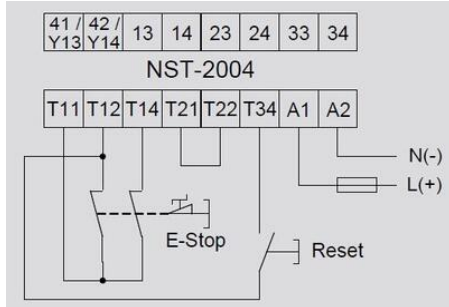 41 / 42 / 13 14 23 24 33 34
Y13 Y14
NST-2004
T11 T12 T14 T21 T22 T34 A1 A2
N(-)
L(+)
E-Stop
Reset